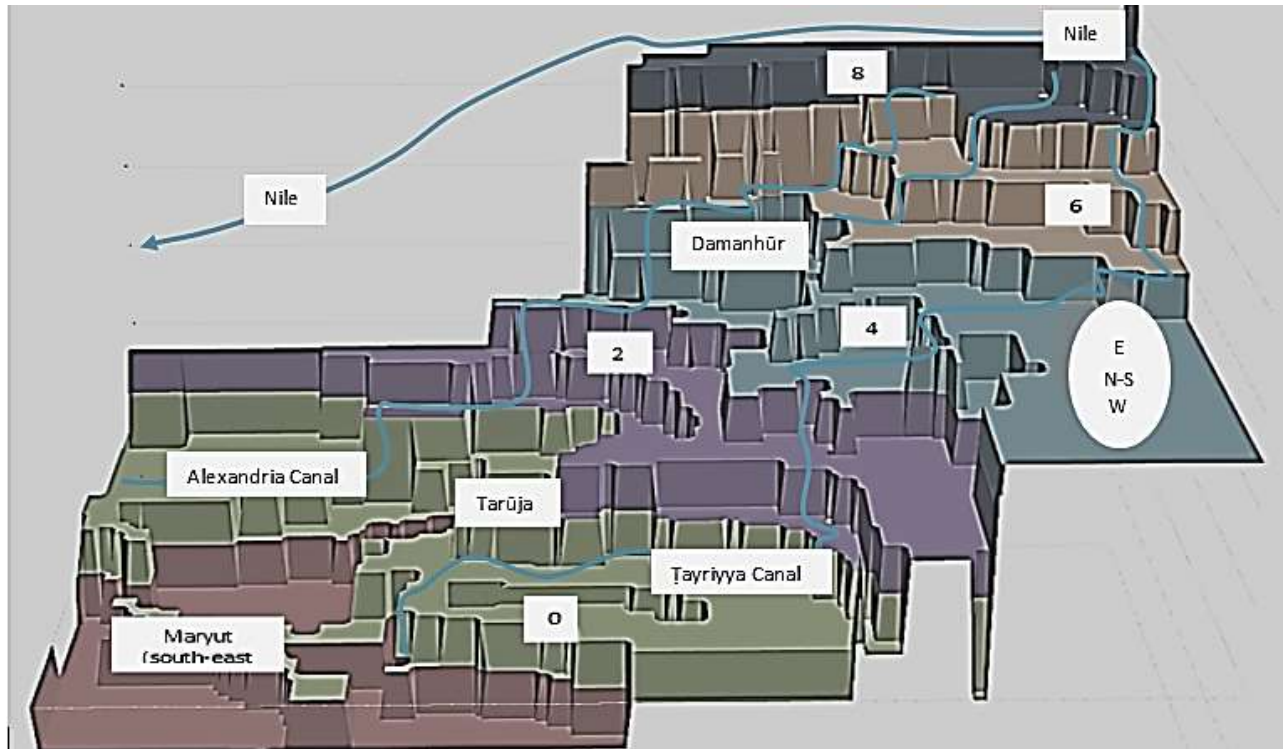 Nile
8
Nile
6
Damanhūr
4
2
E
N-S
W
Alexandria Canal
Tarūja
Ṭayriyya Canal
0
Maryut
(south-east